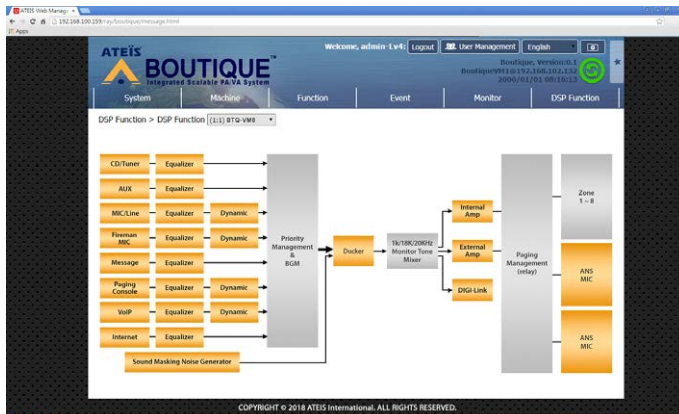 ATEIS Web Manage
192.168.100.159/ray/boutique/message.html
Apps
ATEÏS
BOUTIQUE™
Integrated Scalable PA/VA System
Welcome, admin-Lv4: Logout User Management English
Boutique, Version:0.1
2000/01/01 08:16:13
System Machine Function Event Monitor DSP Function
DSP Function > DSP Function (1:1) BTQ-VM8
CD/Tuner Equalizer
AUX Equalizer
MIC/Line Equalizer Dynamic
Fireman MIC Equalizer Dynamic
Message Equalizer
Paging Console Equalizer Dynamic
VoIP Equalizer Dynamic
Internet Equalizer
Sound Masking Noise Generator
Priority
Management
&
BGM
Ducker
1k/18K/20KHz
Monitor Tone
Mixer
Internal
Amp
External
Amp
DIGI-Link
Paging
Management
(relay)
Zone
1 ~ 8
ANS
MIC
ANS
MIC
COPYRIGHT © 2018 ATEIS International. ALL RIGHTS RESERVED.